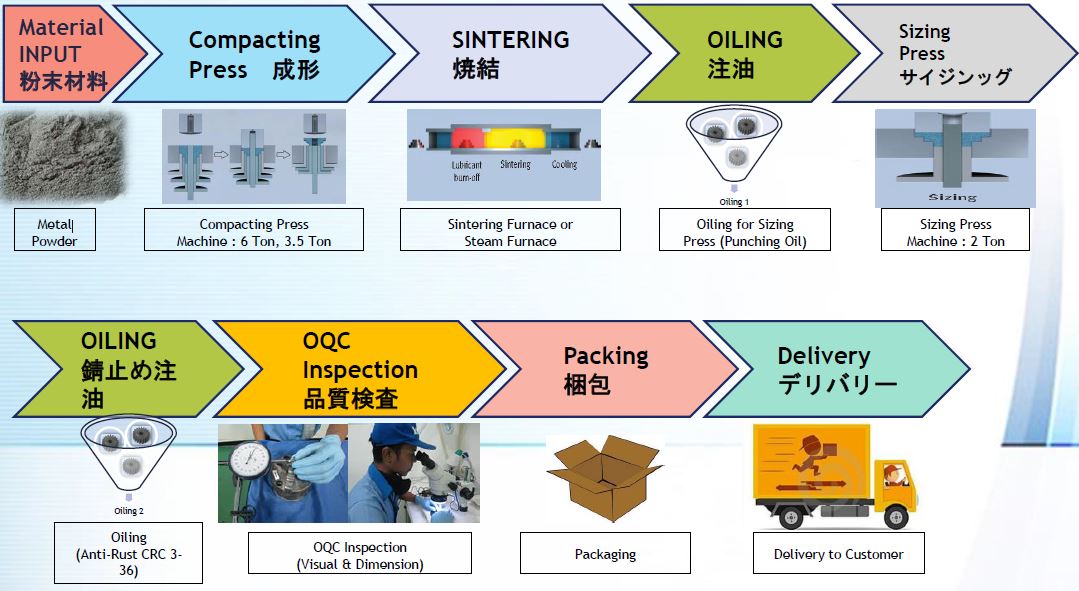 Material
INPUT
粉末材料
Compacting
Press 成形
SINTERING
焼結
OILING
注油
Sizing
Press
サイジンッグ
Lubricant
burn-off
Sintering
Cooling
Oiling 1
Sizing
Metal
Powder
Compacting Press
Machine : 6 Ton, 3.5 Ton
Sintering Furnace or
Steam Furnace
Oiling for Sizing
Press (Punching Oil)
Sizing Press
Machine : 2 Ton
OILING
錆止め注
油
OQC
Inspection
品質検査
Packing
梱包
Delivery
デリバリー
Oiling 2
Oiling
(Anti-Rust CRC 3-
36)
OQC Inspection
(Visual & Dimension)
Packaging
Delivery to Customer